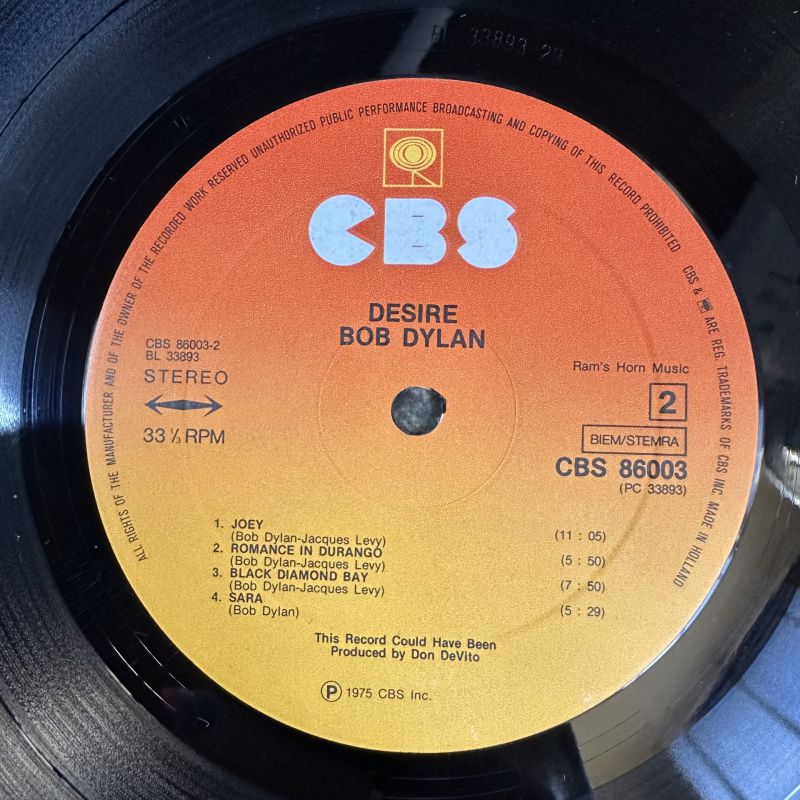 BL 33893 2B
ALL RIGHTS OF THE MANUFACTURER AND OF THE OWNER OF THE RECORDED WORK RESERVED UNAUTHORIZED PUBLIC PERFORMANCE BROADCASTING AND COPYING OF THIS RECORD PROHIBITED
CBS & ARE REG. TRADEMARKS OF CBS INC. MADE IN HOLLAND
CBS
DESIRE
BOB DYLAN
CBS 86003-2
BL 33893
STEREO
33 ⅓ RPM
Ram's Horn Music
2
BIEM/STEMRA
CBS 86003
(PC 33893)
1. JOEY
(Bob Dylan-Jacques Levy) (11 : 05)
2. ROMANCE IN DURANGO
(Bob Dylan-Jacques Levy) (5 : 50)
3. BLACK DIAMOND BAY
(Bob Dylan-Jacques Levy) (7 : 50)
4. SARA
(Bob Dylan) (5 : 29)
This Record Could Have Been
Produced by Don DeVito
Ⓟ 1975 CBS Inc.